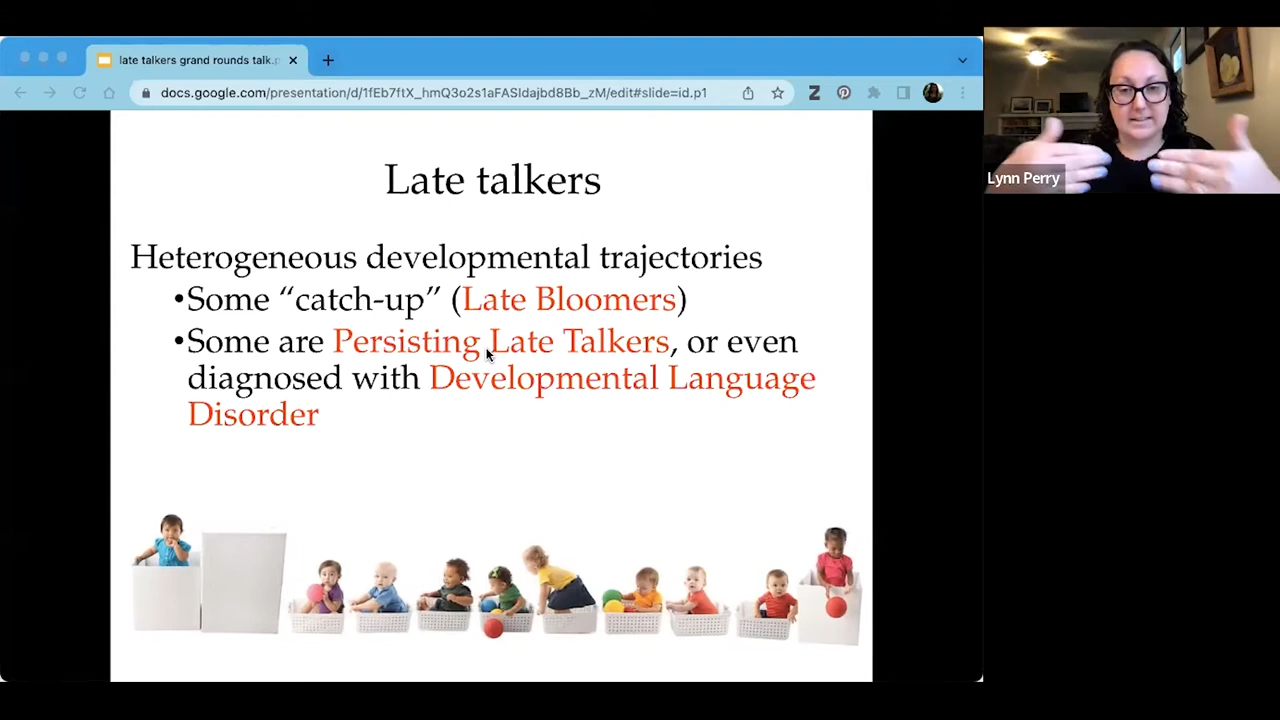 late talkers grand rounds talk.p
docs.google.com/presentation/d/1fEb7ftX_hmQ3o2s1aFASIdajbd8Bb_zM/edit#slide=id.p1
Lynn Perry
Late talkers
Heterogeneous developmental trajectories
•Some “catch-up” (Late Bloomers)
•Some are Persisting Late Talkers, or even
diagnosed with Developmental Language
Disorder